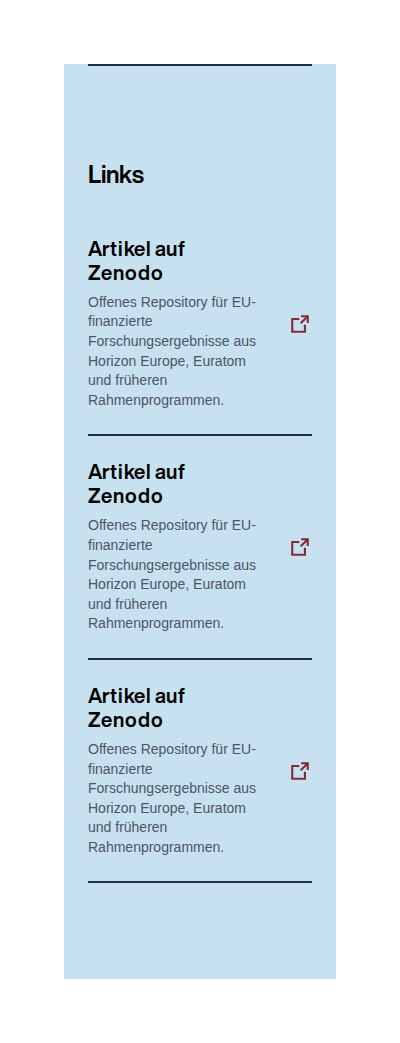 Links
Artikel auf
Zenodo
Offenes Repository für EU-
finanzierte
Forschungsergebnisse aus
Horizon Europe, Euratom
und früheren
Rahmenprogrammen.
Artikel auf
Zenodo
Offenes Repository für EU-
finanzierte
Forschungsergebnisse aus
Horizon Europe, Euratom
und früheren
Rahmenprogrammen.
Artikel auf
Zenodo
Offenes Repository für EU-
finanzierte
Forschungsergebnisse aus
Horizon Europe, Euratom
und früheren
Rahmenprogrammen.